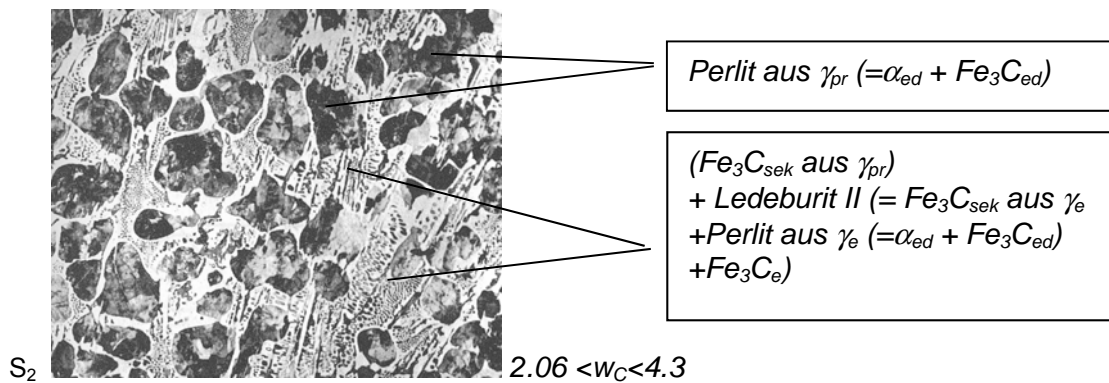 Perlit aus γpr (=αed + Fe3Ced)
(Fe3Csek aus γpr)
+ Ledeburit II (= Fe3Csek aus γe
+Perlit aus γe (=αed + Fe3Ced)
+Fe3Ce)
S2 2.06 <wC<4.3